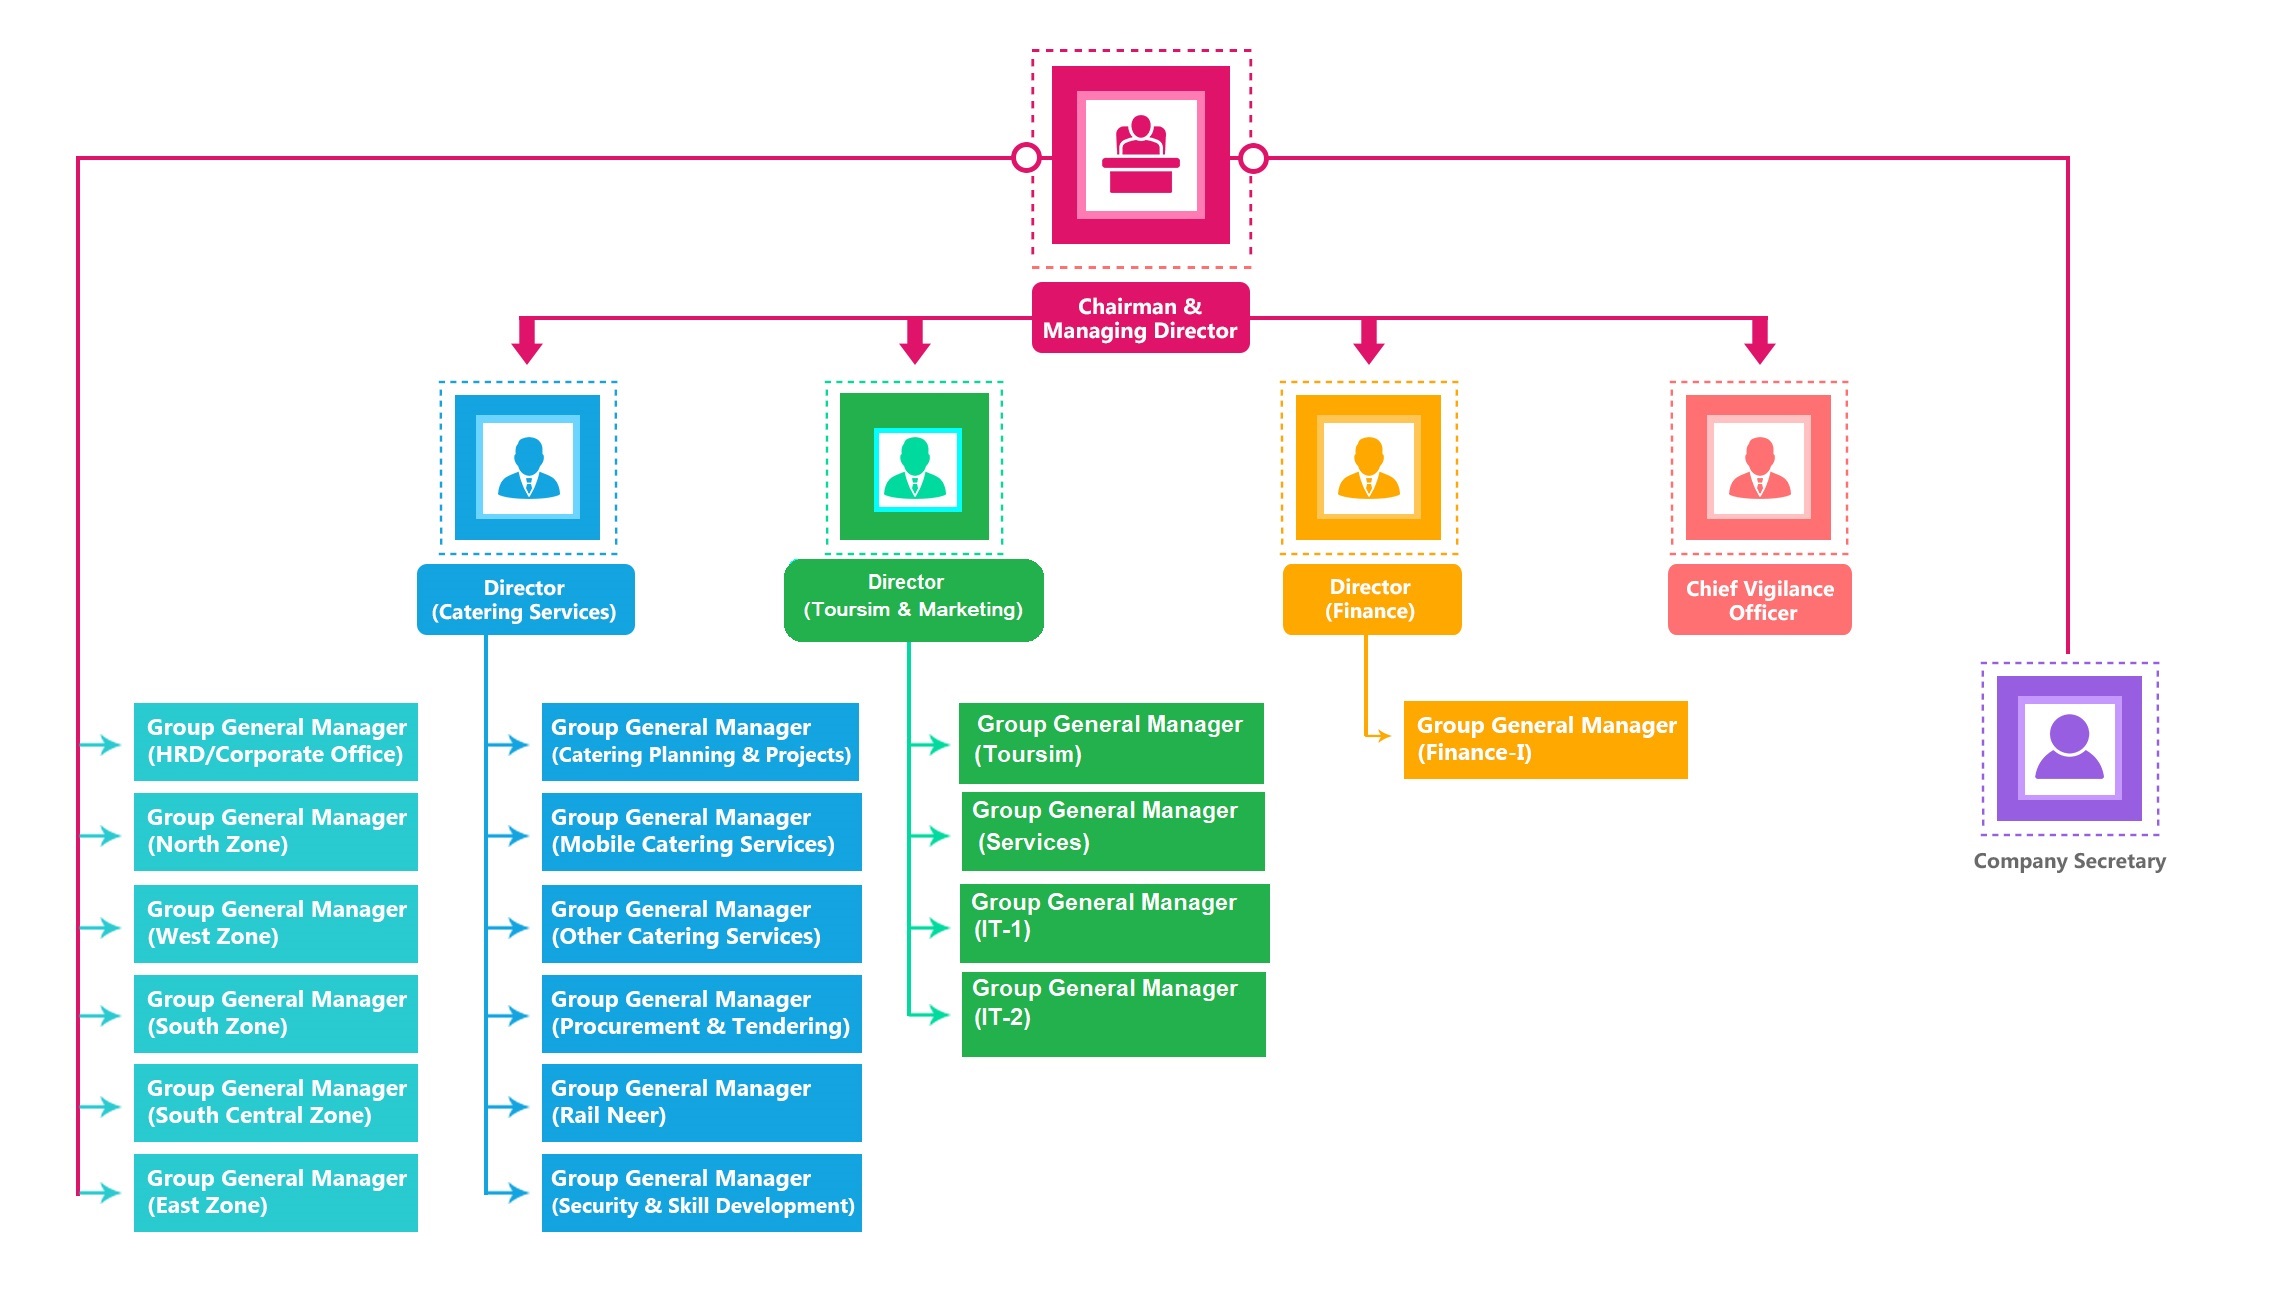 Chairman &
Managing Director
Director
(Catering Services)
Director
(Toursim & Marketing)
Director
(Finance)
Chief Vigilance
Officer
Group General Manager
(HRD/Corporate Office)
Group General Manager
(North Zone)
Group General Manager
(West Zone)
Group General Manager
(South Zone)
Group General Manager
(South Central Zone)
Group General Manager
(East Zone)
Group General Manager
(Catering Planning & Projects)
Group General Manager
(Mobile Catering Services)
Group General Manager
(Other Catering Services)
Group General Manager
(Procurement & Tendering)
Group General Manager
(Rail Neer)
Group General Manager
(Security & Skill Development)
Group General Manager
(Toursim)
Group General Manager
(Services)
Group General Manager
(IT-1)
Group General Manager
(IT-2)
Group General Manager
(Finance-I)
Company Secretary